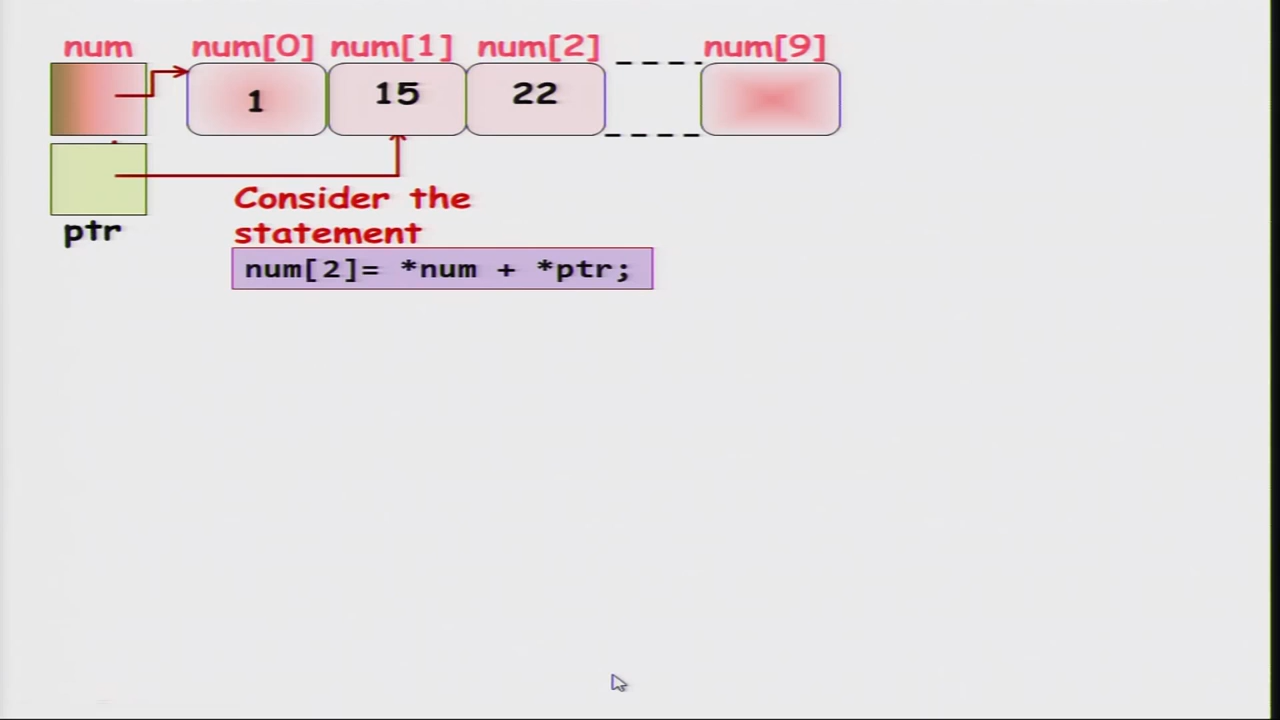 num num[0] num[1] num[2] num[9]
1 15 22
ptr
Consider the
statement
num[2]= *num + *ptr;